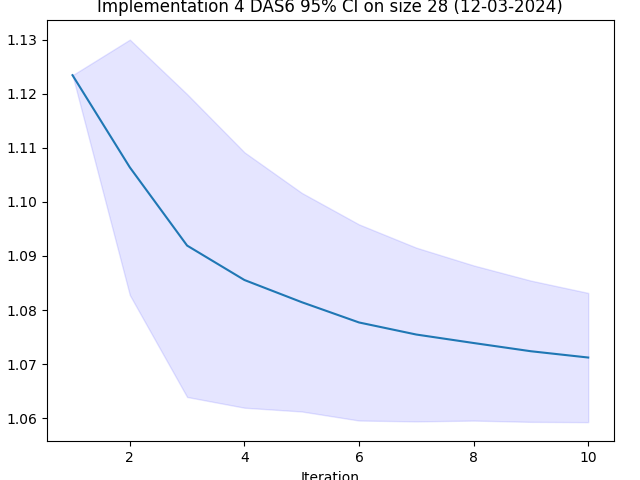 Implementation 4 DAS6 95% CI on size 28 (12-03-2024)
1.13
1.12
1.11
1.10
1.09
1.08
1.07
1.06
2 4 6 8 10
Iteration